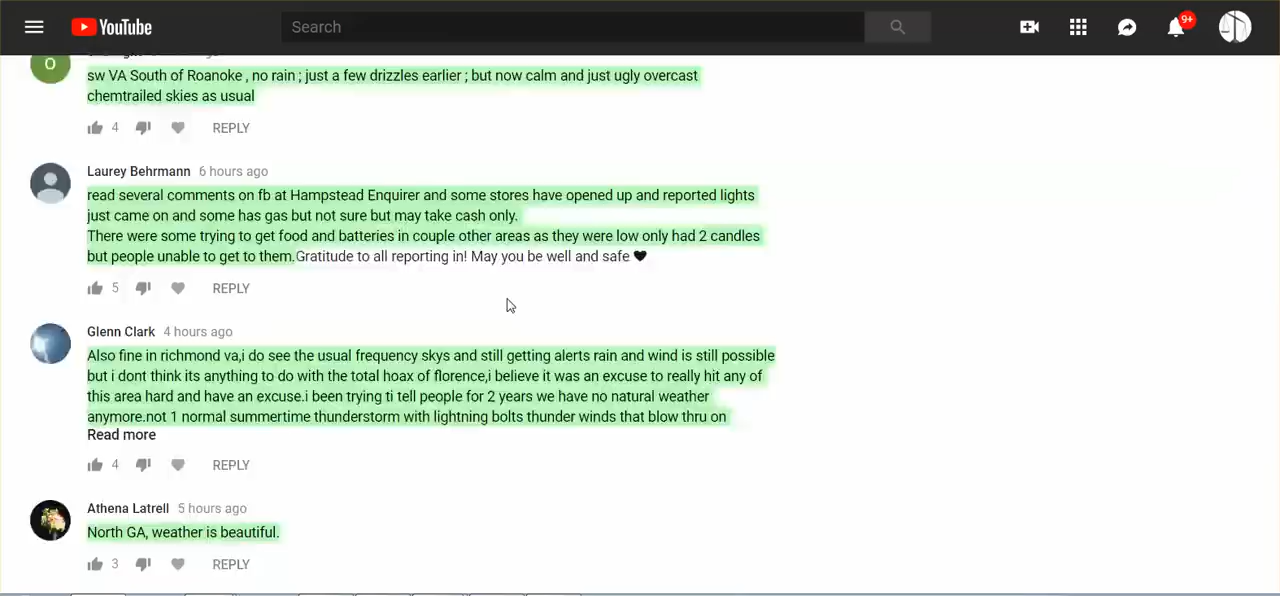 YouTube
Search
9+
O
sw VA South of Roanoke , no rain ; just a few drizzles earlier ; but now calm and just ugly overcast
chemtrailed skies as usual
4
REPLY
Laurey Behrmann 6 hours ago
read several comments on fb at Hampstead Enquirer and some stores have opened up and reported lights
just came on and some has gas but not sure but may take cash only.
There were some trying to get food and batteries in couple other areas as they were low only had 2 candles
but people unable to get to them.Gratitude to all reporting in! May you be well and safe 🖤
5
REPLY
Glenn Clark 4 hours ago
Also fine in richmond va,i do see the usual frequency skys and still getting alerts rain and wind is still possible
but i dont think its anything to do with the total hoax of florence,i believe it was an excuse to really hit any of
this area hard and have an excuse.i been trying ti tell people for 2 years we have no natural weather
anymore.not 1 normal summertime thunderstorm with lightning bolts thunder winds that blow thru on
Read more
4
REPLY
Athena Latrell 5 hours ago
North GA, weather is beautiful.
3
REPLY